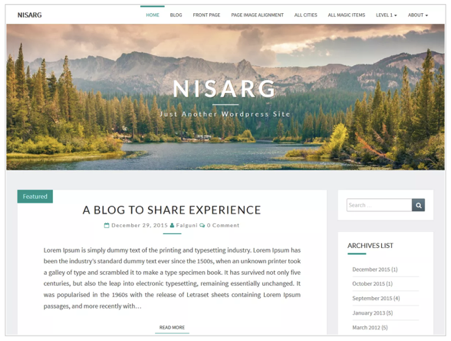 NISARG
HOME BLOG FRONT PAGE PAGE IMAGE ALIGNMENT ALL CITIES ALL MAGIC ITEMS LEVEL 1 ABOUT
NISARG
Just Another Wordpress Site
Featured
A BLOG TO SHARE EXPERIENCE
December 29, 2015 Falguni 0 Comment
Lorem Ipsum is simply dummy text of the printing and typesetting industry. Lorem Ipsum has
been the industry's standard dummy text ever since the 1500s, when an unknown printer took
a galley of type and scrambled it to make a type specimen book. It has survived not only five
centuries, but also the leap into electronic typesetting, remaining essentially unchanged. It
was popularised in the 1960s with the release of Letraset sheets containing Lorem Ipsum
passages, and more recently with...
READ MORE
Search ...
ARCHIVES LIST
December 2015 (1)
October 2015 (1)
September 2015 (4)
January 2013 (5)
March 2012 (5)